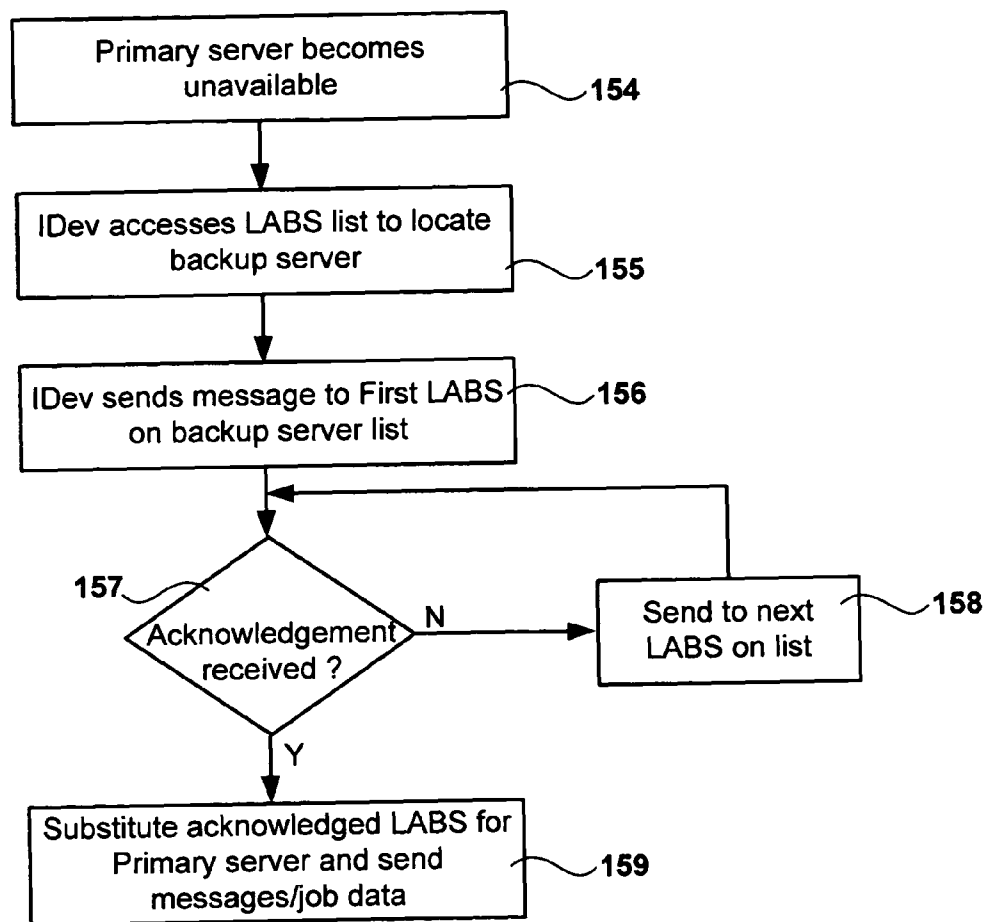 Primary server becomes
unavailable
154
IDev accesses LABS list to locate
backup server
155
IDev sends message to First LABS
on backup server list
156
157
Acknowledgement
received ?
N
Send to next
LABS on list
158
Y
Substitute acknowledged LABS for
Primary server and send
messages/job data
159